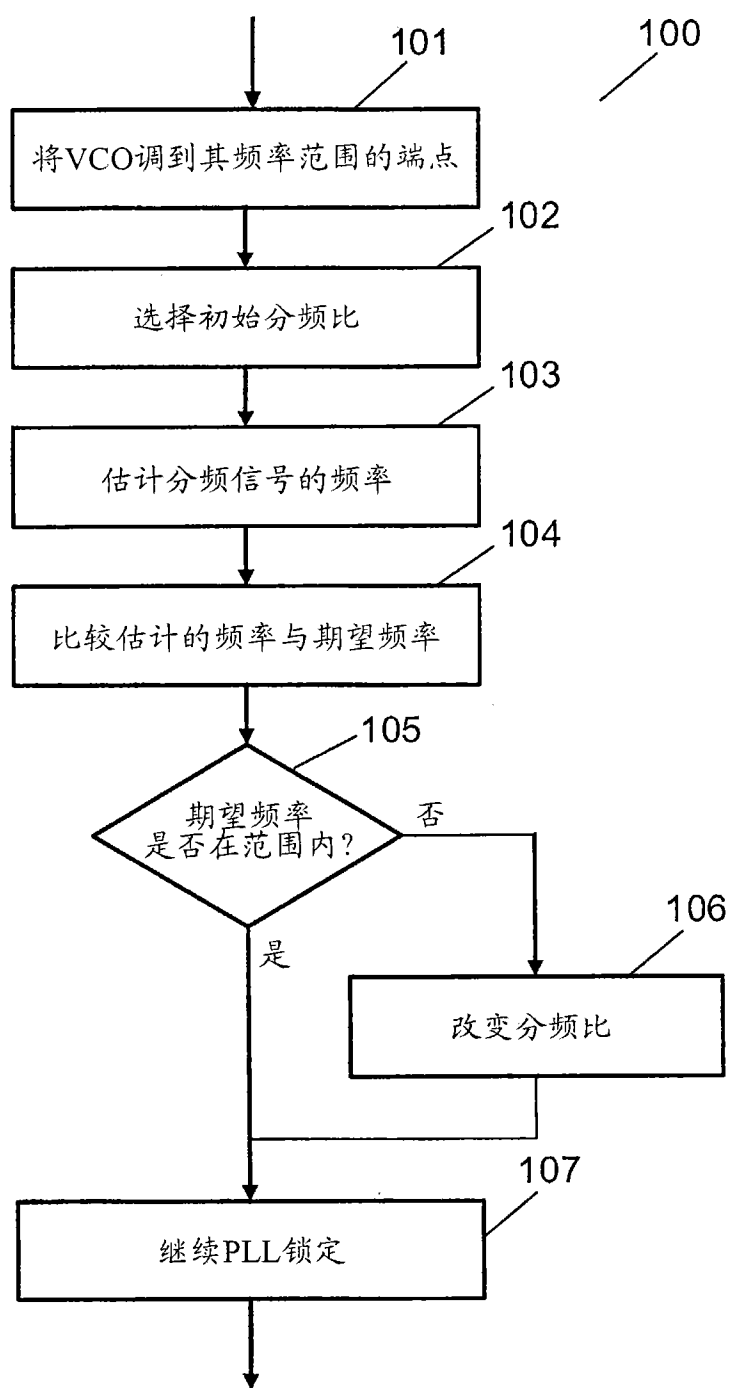 101
100
将VCO调到其频率范围的端点
102
选择初始分频比
103
估计分频信号的频率
104
比较估计的频率与期望频率
105
期望频率
是否在范围内?
否
106
是
改变分频比
107
继续PLL锁定